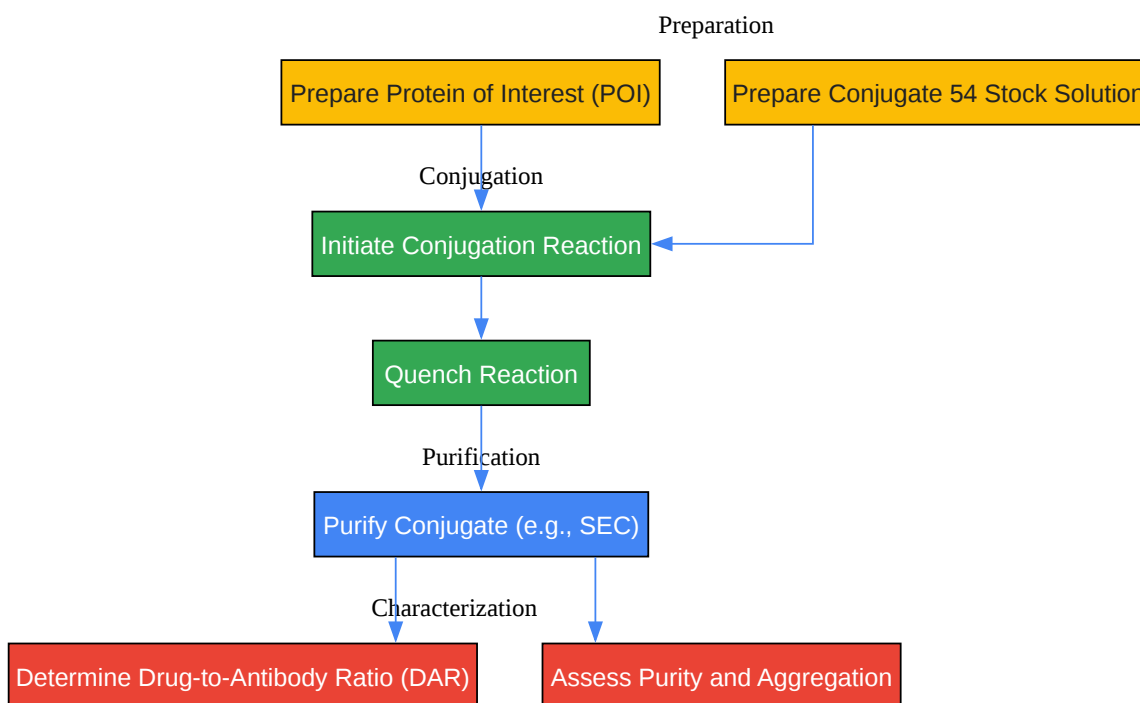 Preparation
Prepare Protein of Interest (POI)
Prepare Conjugate 54 Stock Solution
Conjugation
Initiate Conjugation Reaction
Quench Reaction
Purification
Purify Conjugate (e.g., SEC)
Characterization
Determine Drug-to-Antibody Ratio (DAR)
Assess Purity and Aggregation